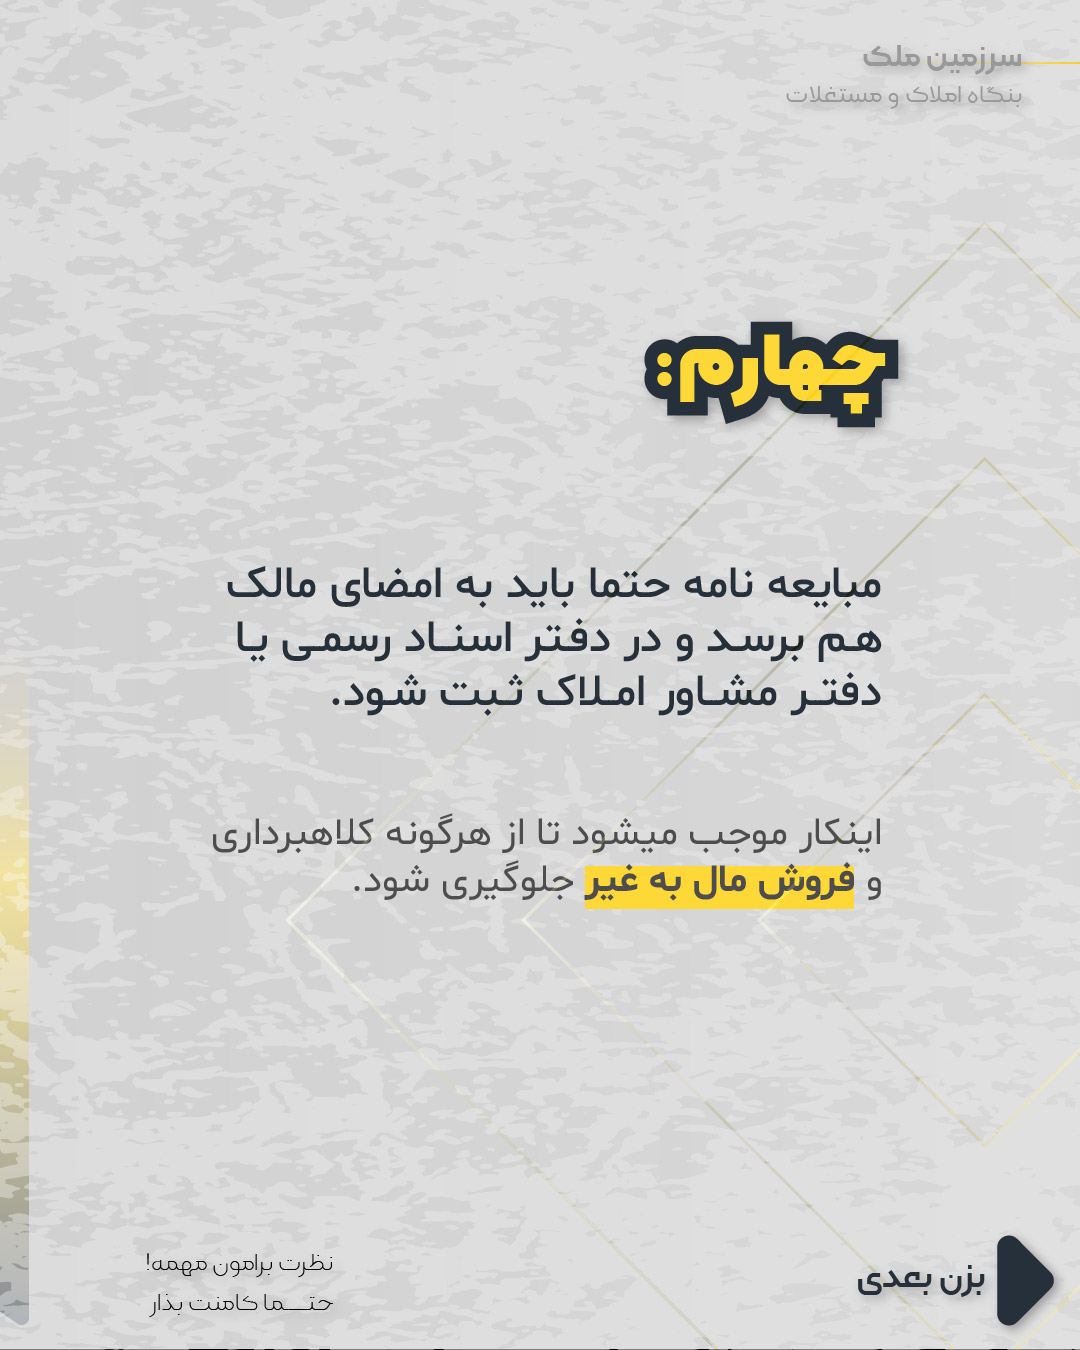 سرزمین ملک
بنگاه املاک و مستغلات
چهارم:
مبایعه نامه حتما باید به امضای مالک
هم برسد و در دفتر اسناد رسمی یا
دفتر مشاور املاک ثبت شود.
اینکار موجب میشود تا از هرگونه کلاهبرداری
و فروش مال به غیر جلوگیری شود.
بزن بعدی
نظرت برامون مهمه!
حتما کامنت بذار